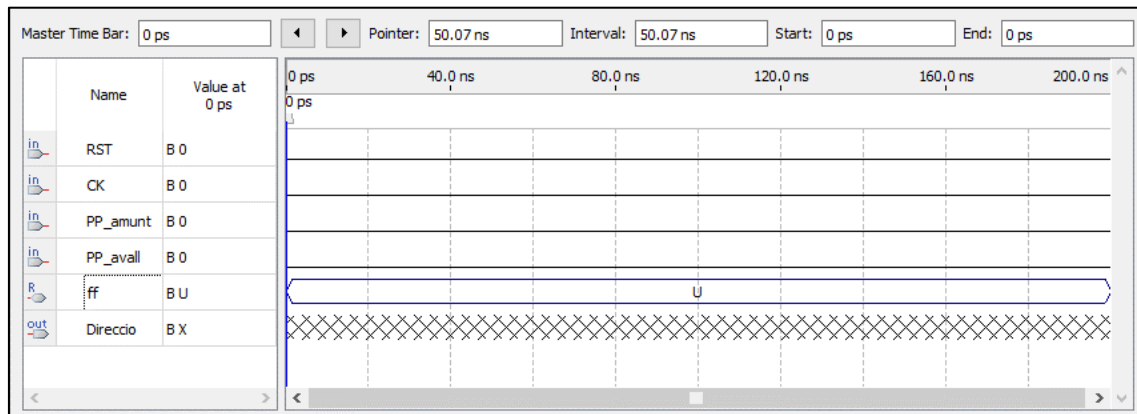 Master Time Bar: 0 ps Pointer: 50.07 ns Interval: 50.07 ns Start: 0 ps End: 0 ps
Name Value at 0 ps
0 ps 40.0 ns 80.0 ns 120.0 ns 160.0 ns 200.0 ns
0 ps
in RST B 0
in CK B 0
in PP_amunt B 0
in PP_avall B 0
R ff B U U
out Direccio B X